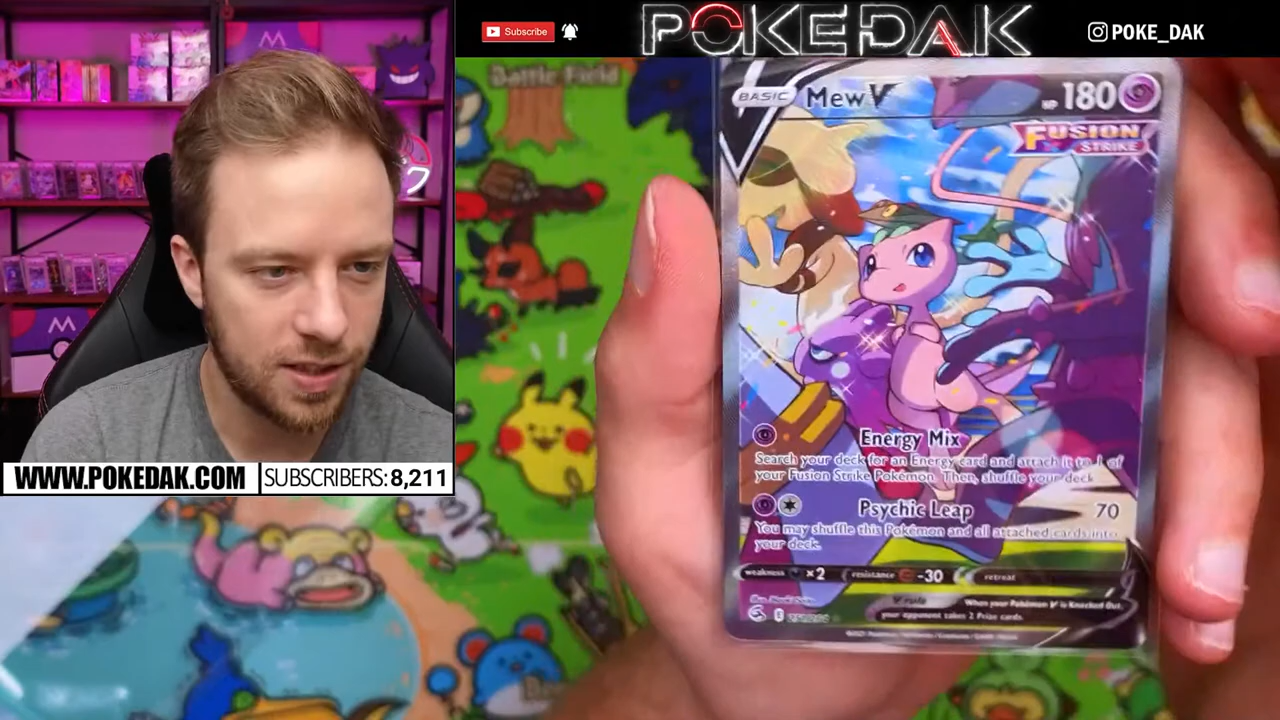 Subscribe
POKEDAK
POKE_DAK
Battle Field
BASIC
Mew V
HP 180
FUSION
STRIKE
Energy Mix
Search your deck for an Energy card and attach it to 1 of
your Fusion Strike Pokémon. Then, shuffle your deck
Psychic Leap 70
You may shuffle this Pokémon and all attached cards into
your deck.
weakness x2 resistance -30 retreat
V rule When your Pokémon V is Knocked Out,
your opponent takes 2 Prize cards.
WWW.POKEDAK.COM
SUBSCRIBERS: 8,211